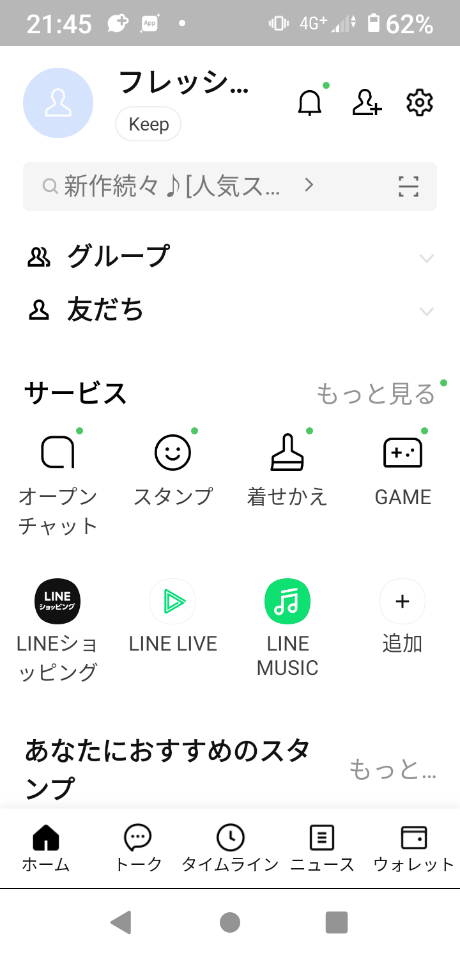 21:45 App 4G+ 62%
フレッシ...
Keep
新作続々♪[人気ス...
グループ
友だち
サービス もっと見る
オープン
チャット
スタンプ
着せかえ
GAME
LINE
ショッピング
LINEショ
ッピング
LINE LIVE
LINE
MUSIC
追加
あなたにおすすめのスタ
ンプ
もっと...
ホーム トーク タイムライン ニュース ウォレット